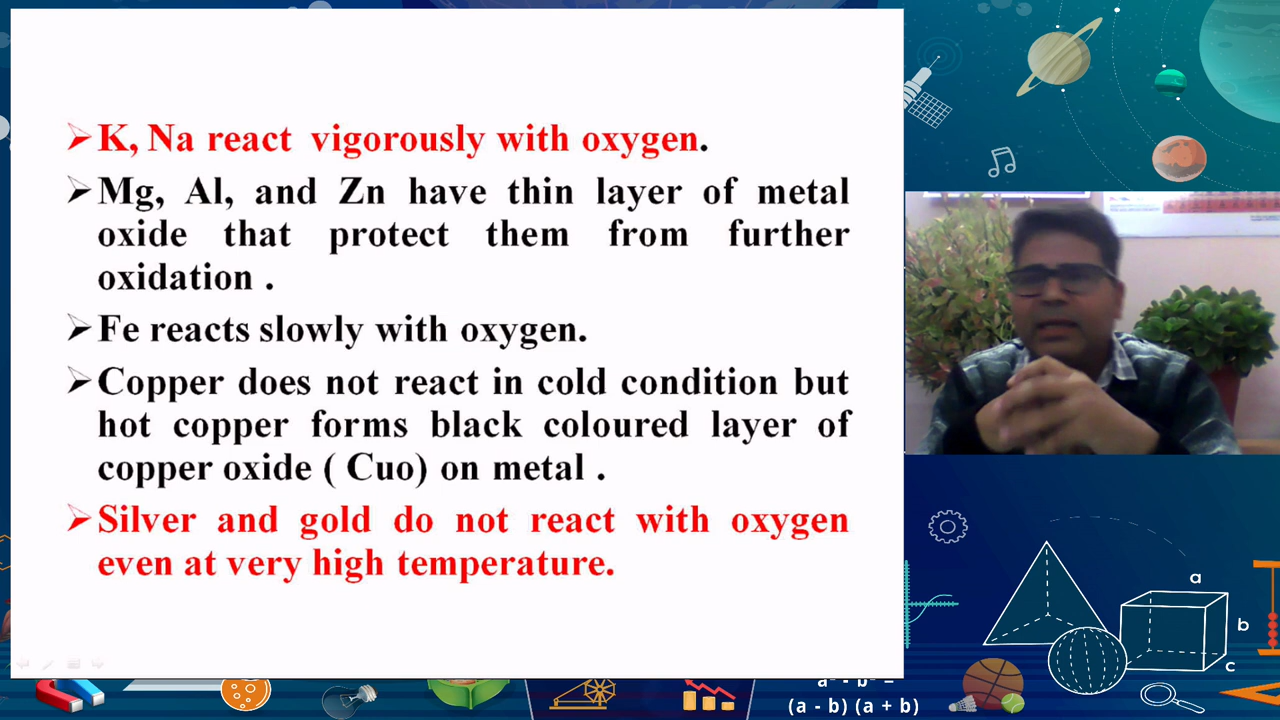 K, Na react vigorously with oxygen.
Mg, Al, and Zn have thin layer of metal
oxide that protect them from further
oxidation .
Fe reacts slowly with oxygen.
Copper does not react in cold condition but
hot copper forms black coloured layer of
copper oxide ( Cuo) on metal .
Silver and gold do not react with oxygen
even at very high temperature.
a
b
c
(a - b) (a + b)